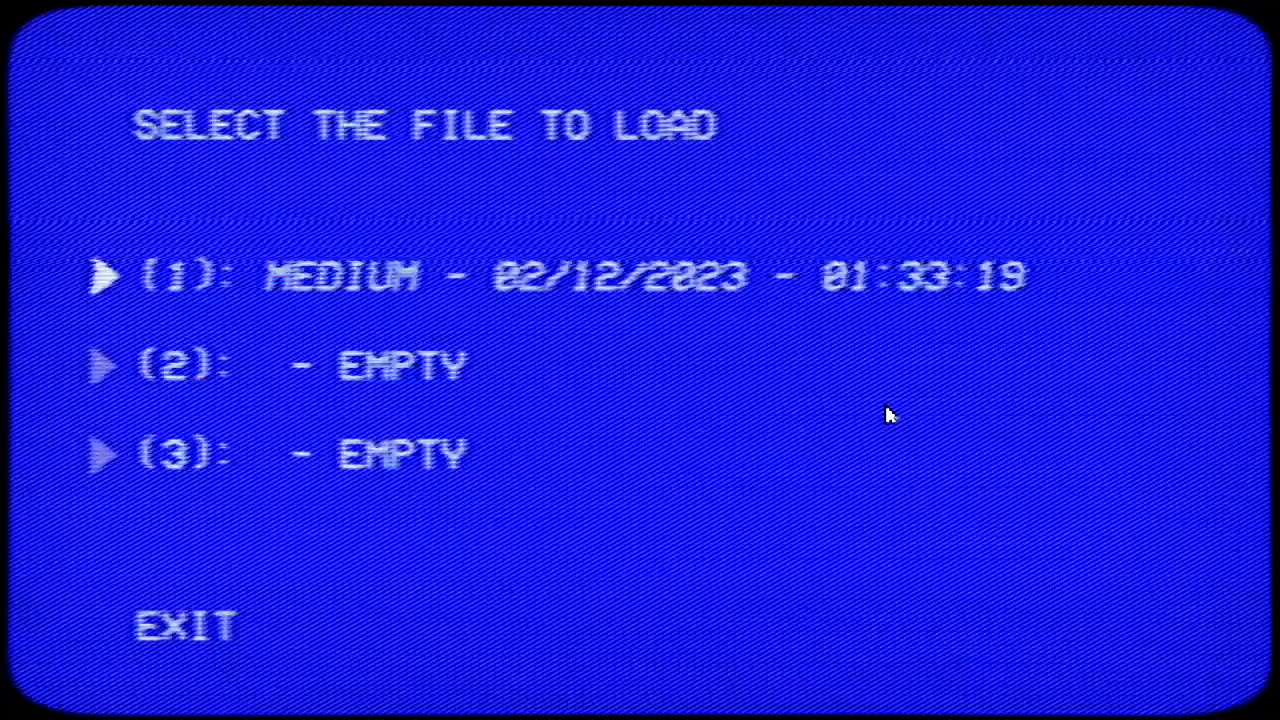 SELECT THE FILE TO LOAD
(1): MEDIUM - 02/12/2023 - 01:33:19
(2):  - EMPTY
(3):  - EMPTY
EXIT